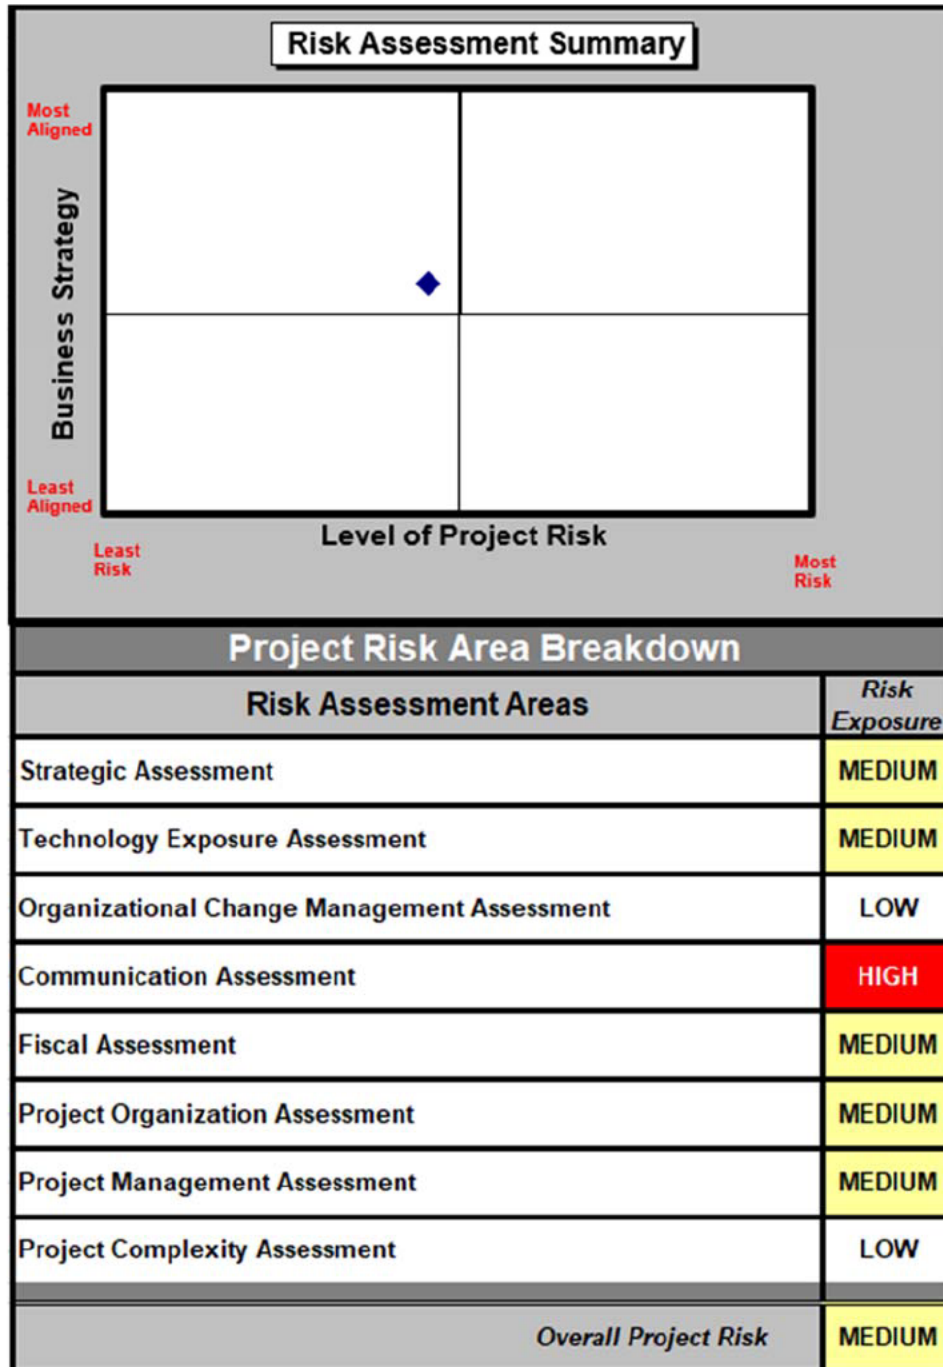 Risk Assessment Summary
Most
Aligned
Business Strategy
Least
Aligned
Level of Project Risk
Least
Risk
Most
Risk
Project Risk Area Breakdown
Risk Assessment Areas
Risk
Exposure
Strategic Assessment
MEDIUM
Technology Exposure Assessment
MEDIUM
Organizational Change Management Assessment
LOW
Communication Assessment
HIGH
Fiscal Assessment
MEDIUM
Project Organization Assessment
MEDIUM
Project Management Assessment
MEDIUM
Project Complexity Assessment
LOW
Overall Project Risk
MEDIUM